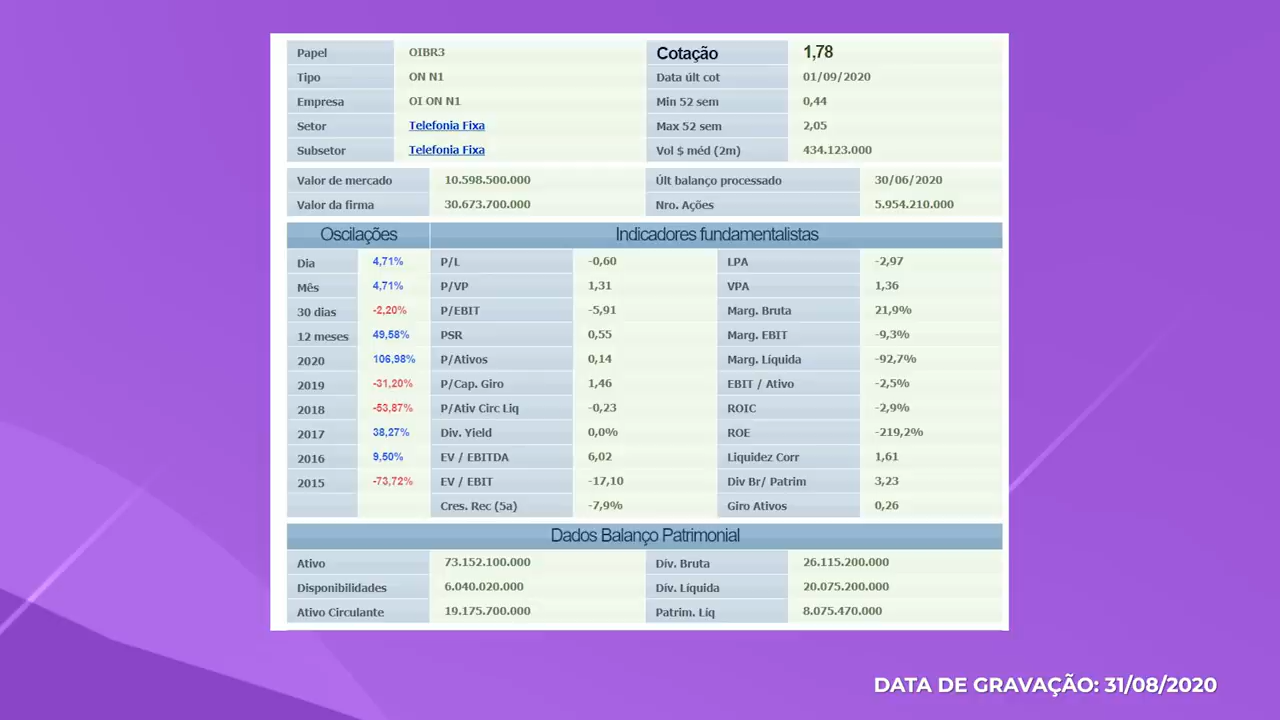 Papel OIBR3 Cotação 1,78
Tipo ON N1 Data últ cot 01/09/2020
Empresa OI ON N1 Min 52 sem 0,44
Setor Telefonia Fixa Max 52 sem 2,05
Subsetor Telefonia Fixa Vol $ méd (2m) 434.123.000
Valor de mercado 10.598.500.000 Últ balanço processado 30/06/2020
Valor da firma 30.673.700.000 Nro. Ações 5.954.210.000
Oscilações Indicadores fundamentalistas
Dia 4,71% P/L -0,60 LPA -2,97
Mês 4,71% P/VP 1,31 VPA 1,36
30 dias -2,20% P/EBIT -5,91 Marg. Bruta 21,9%
12 meses 49,58% PSR 0,55 Marg. EBIT -9,3%
2020 106,98% P/Ativos 0,14 Marg. Líquida -92,7%
2019 -31,20% P/Cap. Giro 1,46 EBIT / Ativo -2,5%
2018 -53,87% P/Ativ Circ Liq -0,23 ROIC -2,9%
2017 38,27% Div. Yield 0,0% ROE -219,2%
2016 9,50% EV / EBITDA 6,02 Liquidez Corr 1,61
2015 -73,72% EV / EBIT -17,10 Div Br/ Patrim 3,23
Cres. Rec (5a) -7,9% Giro Ativos 0,26
Dados Balanço Patrimonial
Ativo 73.152.100.000 Dív. Bruta 26.115.200.000
Disponibilidades 6.040.020.000 Dív. Líquida 20.075.200.000
Ativo Circulante 19.175.700.000 Patrim. Líq 8.075.470.000
DATA DE GRAVAÇÃO: 31/08/2020